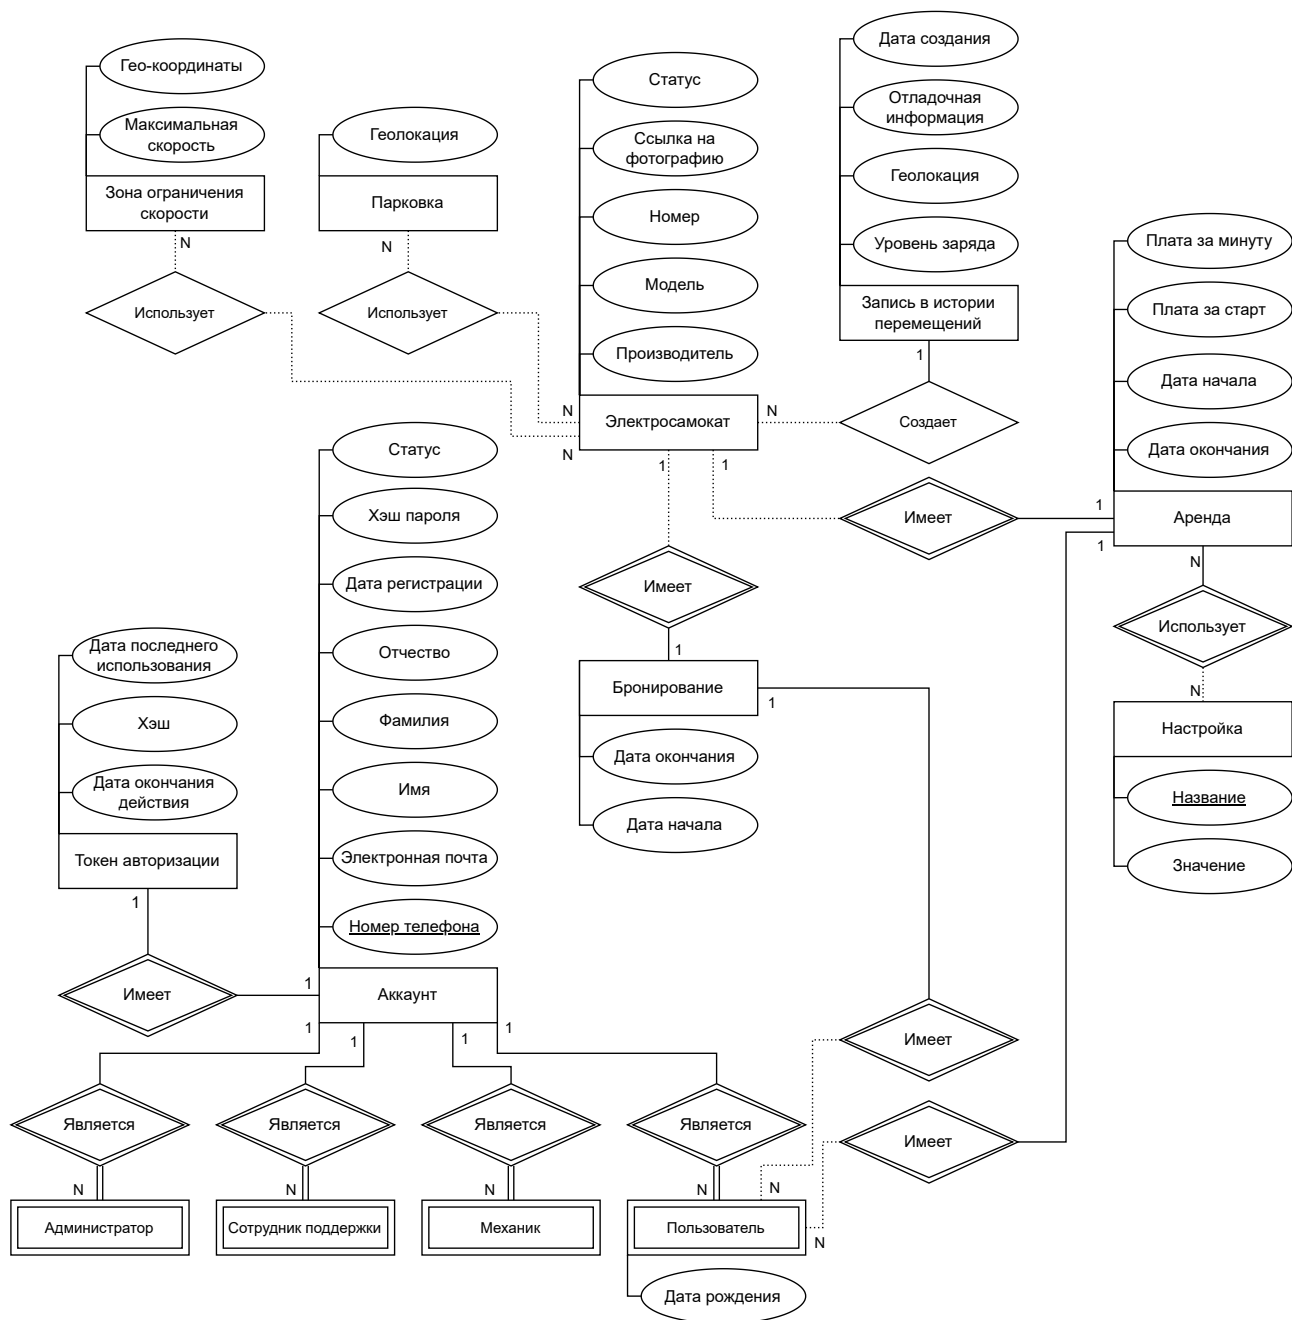 Гео-координаты
Максимальная
скорость
Зона ограничения
скорости
N
Использует
Геолокация
Парковка
N
Использует
Статус
Ссылка на
фотографию
Номер
Модель
Производитель
N
Электросамокат
N
N
1
1
Дата создания
Отладочная
информация
Геолокация
Уровень заряда
Запись в истории
перемещений
1
Создает
Плата за минуту
Плата за старт
Дата начала
Дата окончания
Имеет
1
Аренда
1
N
Использует
N
Настройка
Название
Значение
Имеет
1
Бронирование
1
Дата окончания
Дата начала
Статус
Хэш пароля
Дата регистрации
Отчество
Фамилия
Имя
Электронная почта
Номер телефона
Дата последнего
использования
Хэш
Дата окончания
действия
Токен авторизации
1
Имеет
1
Аккаунт
1
1
1
1
Имеет
Имеет
Является
Является
Является
Является
N
N
N
N
N
N
Администратор
Сотрудник поддержки
Механик
Пользователь
Дата рождения